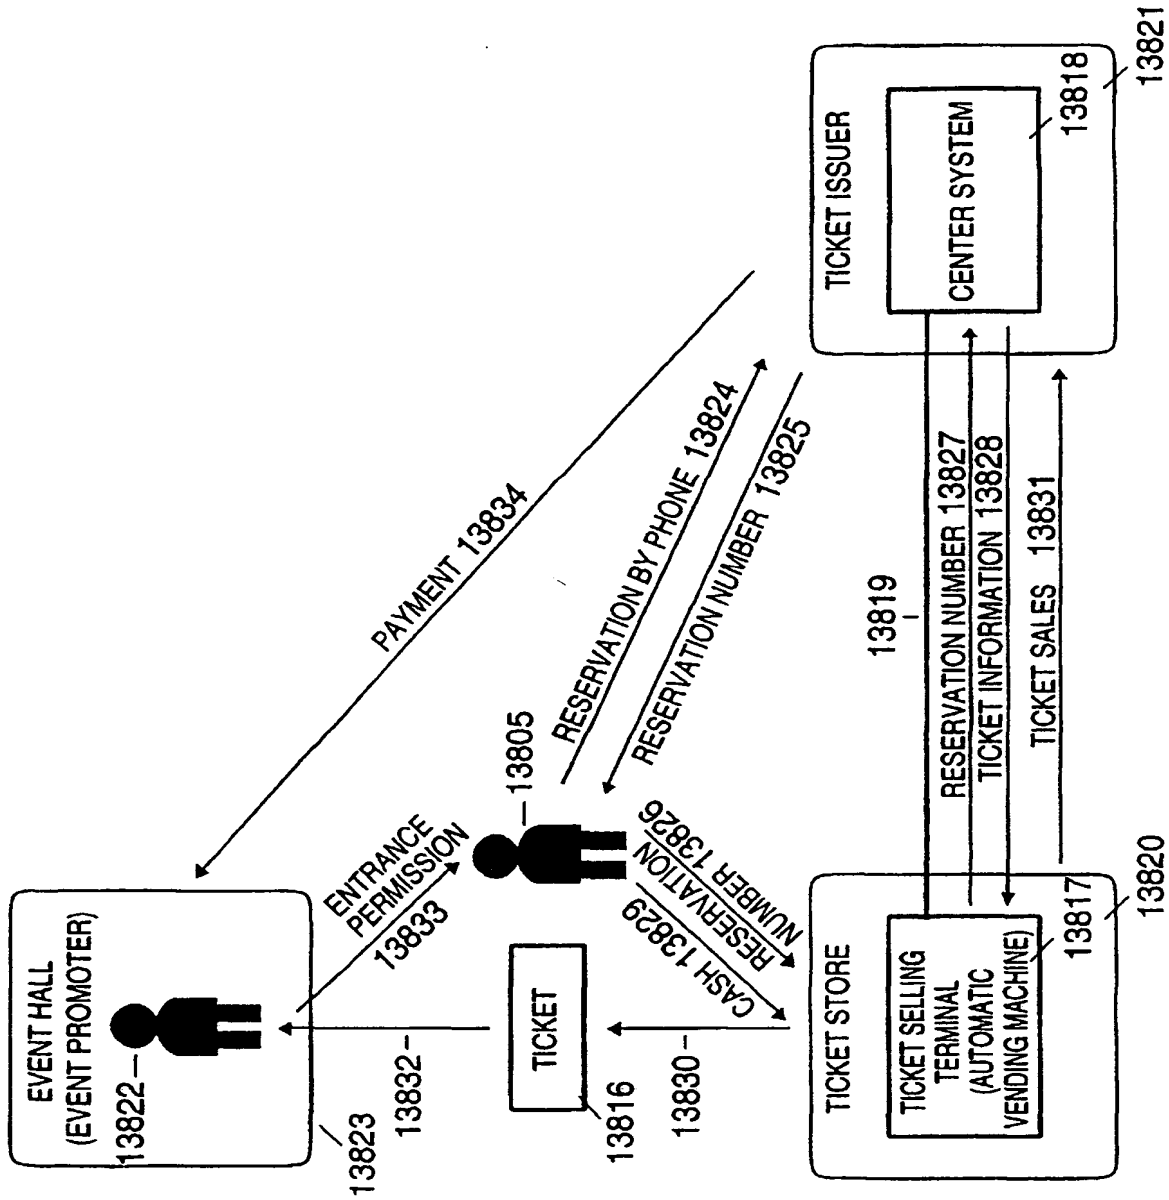 EVENT HALL
(EVENT PROMOTER)
13822
13823
ENTRANCE
PERMISSION
13833
13832
PAYMENT 13834
13805
RESERVATION BY PHONE 13824
RESERVATION NUMBER 13825
TICKET
13816
CASH 13829
RESERVATION
NUMBER 13826
13830
TICKET STORE
TICKET SELLING
TERMINAL
(AUTOMATIC
VENDING MACHINE)
13817
13820
13819
RESERVATION NUMBER 13827
TICKET INFORMATION 13828
TICKET SALES 13831
TICKET ISSUER
CENTER SYSTEM
13818
13821